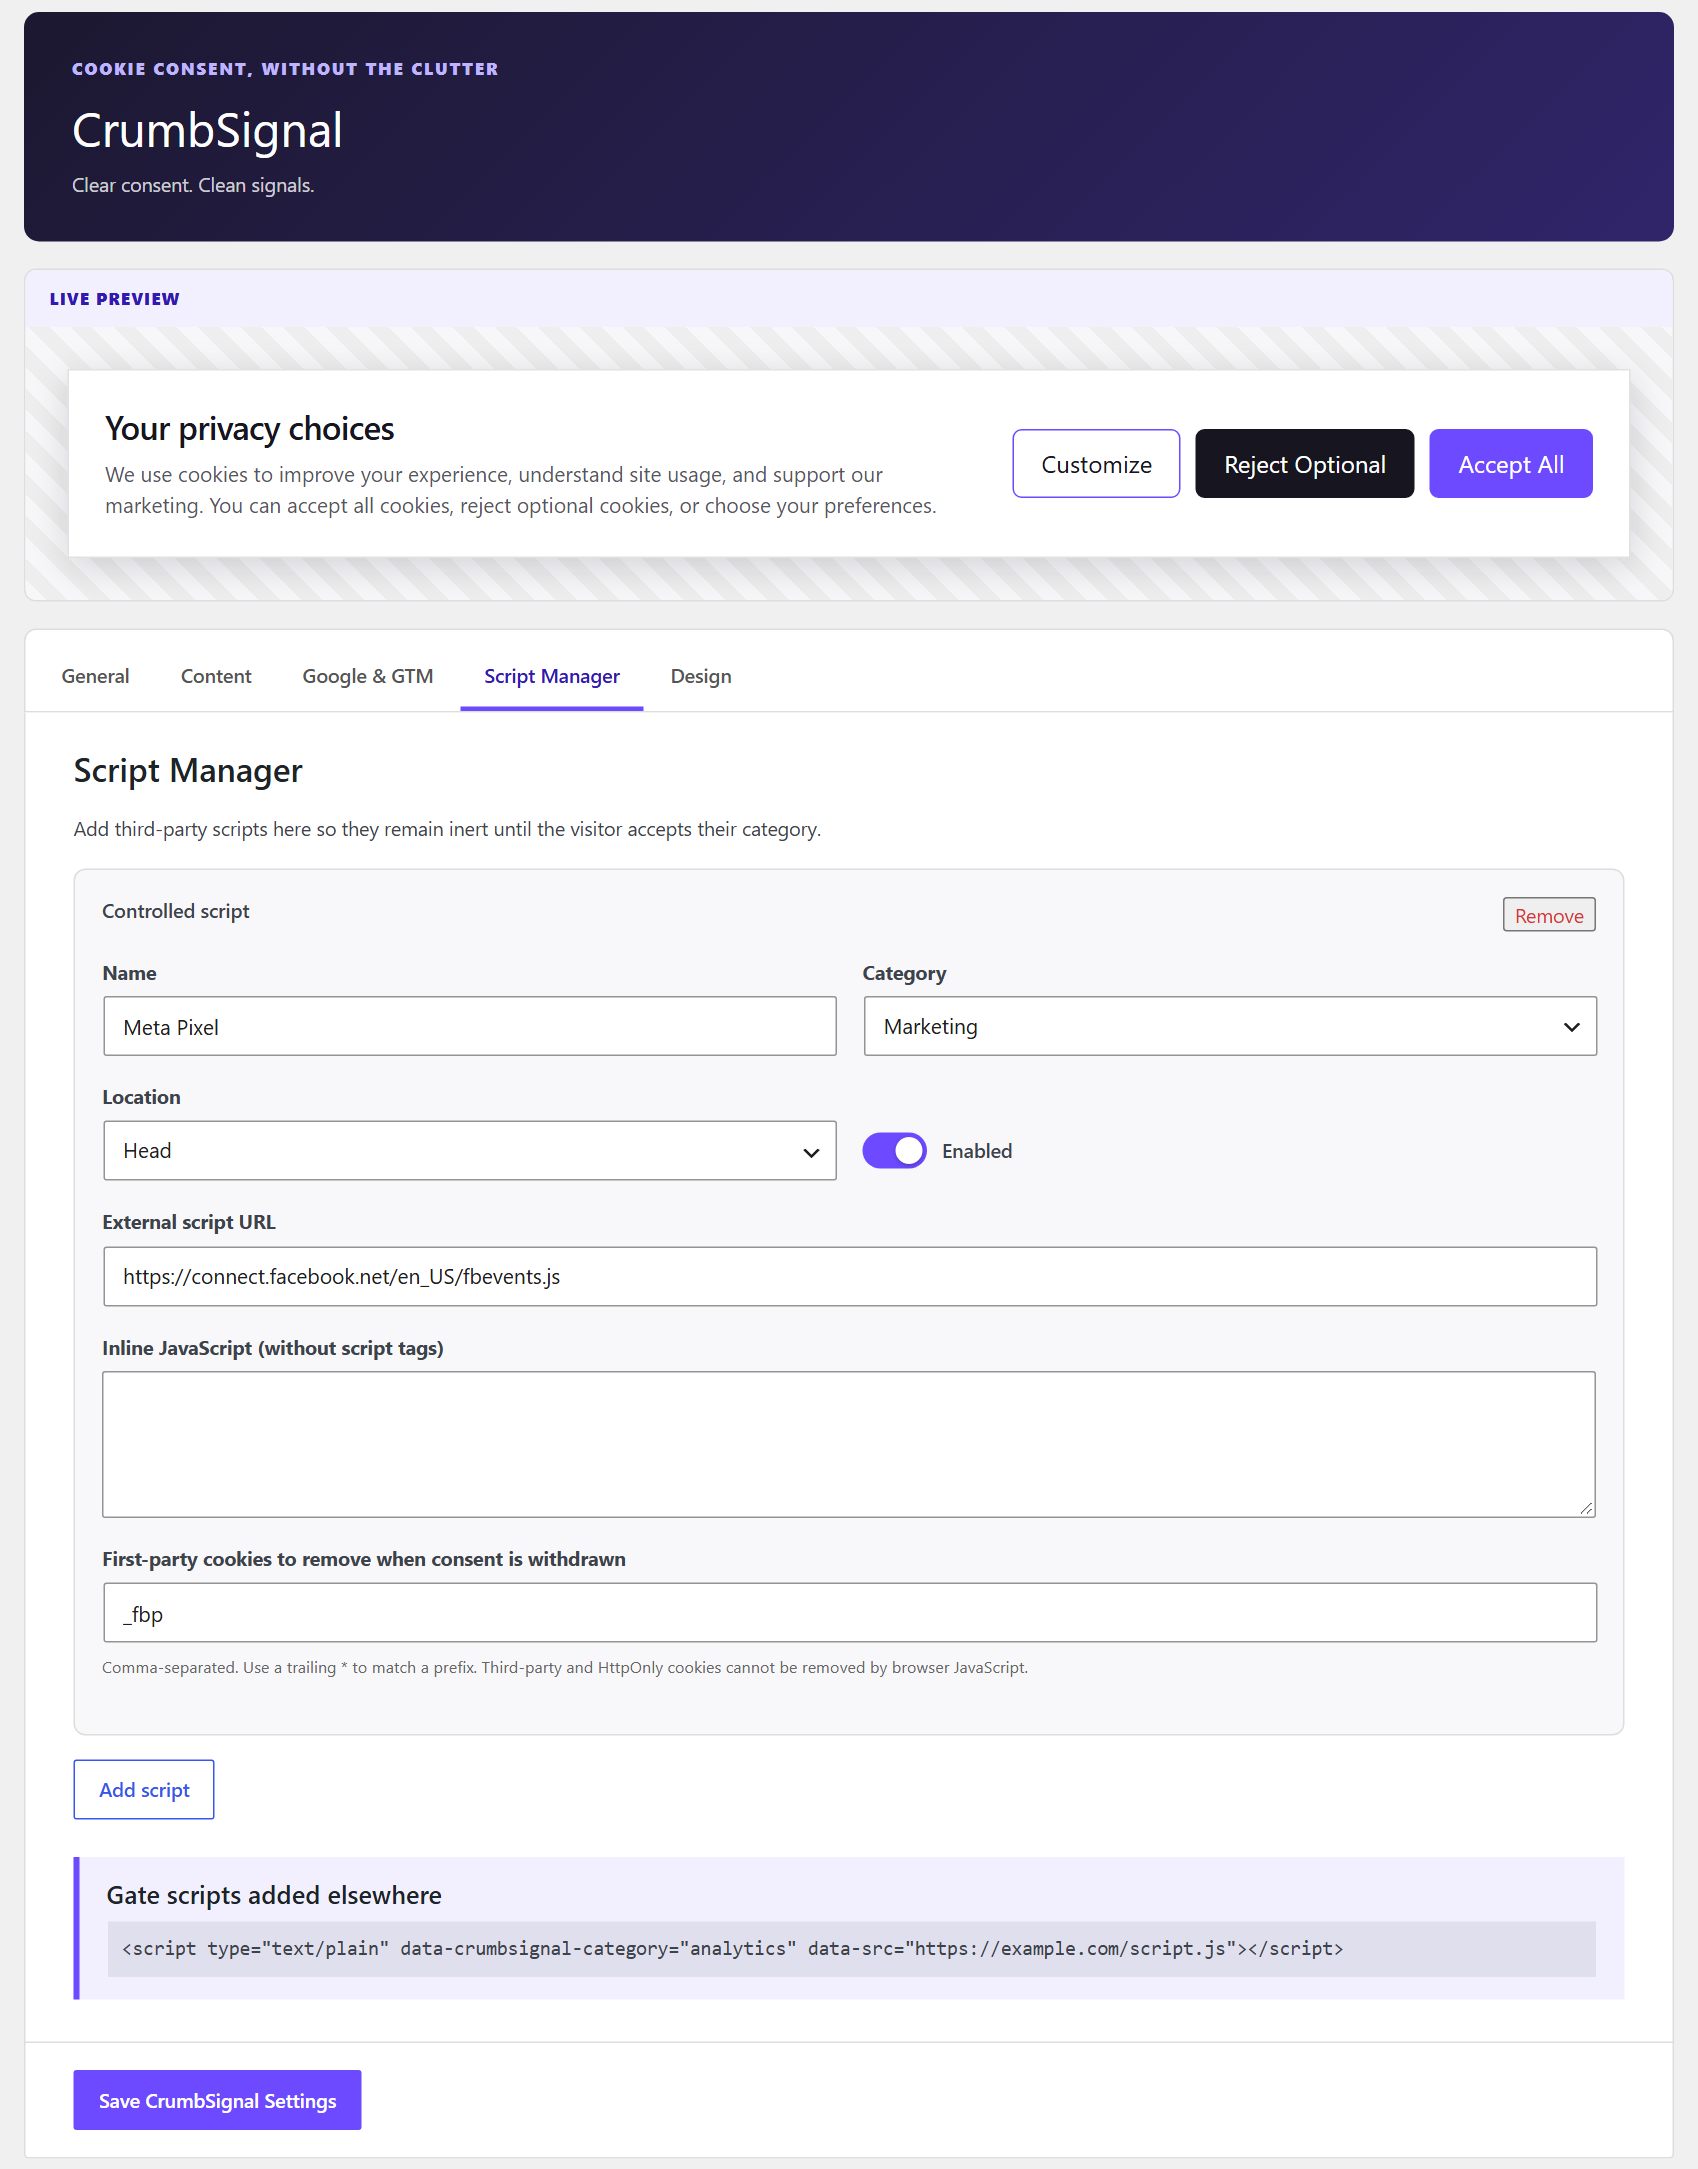 COOKIE CONSENT, WITHOUT THE CLUTTER
CrumbSignal
Clear consent. Clean signals.
LIVE PREVIEW
Your privacy choices
We use cookies to improve your experience, understand site usage, and support our
marketing. You can accept all cookies, reject optional cookies, or choose your preferences.
Customize
Reject Optional
Accept All
General
Content
Google & GTM
Script Manager
Design
Script Manager
Add third-party scripts here so they remain inert until the visitor accepts their category.
Controlled script
Remove
Name
Category
Meta Pixel
Marketing
Location
Head
Enabled
External script URL
https://connect.facebook.net/en_US/fbevents.js
Inline JavaScript (without script tags)
First-party cookies to remove when consent is withdrawn
_fbp
Comma-separated. Use a trailing * to match a prefix. Third-party and HttpOnly cookies cannot be removed by browser JavaScript.
Add script
Gate scripts added elsewhere
<script type="text/plain" data-crumbsignal-category="analytics" data-src="https://example.com/script.js"></script>
Save CrumbSignal Settings